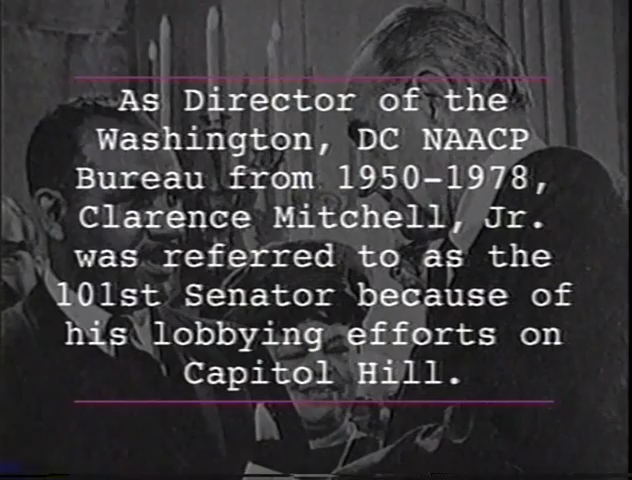 As Director of the
Washington, DC NAACP
Bureau from 1950-1978,
Clarence Mitchell, Jr.
was referred to as the
101st Senator because of
his lobbying efforts on
Capitol Hill.